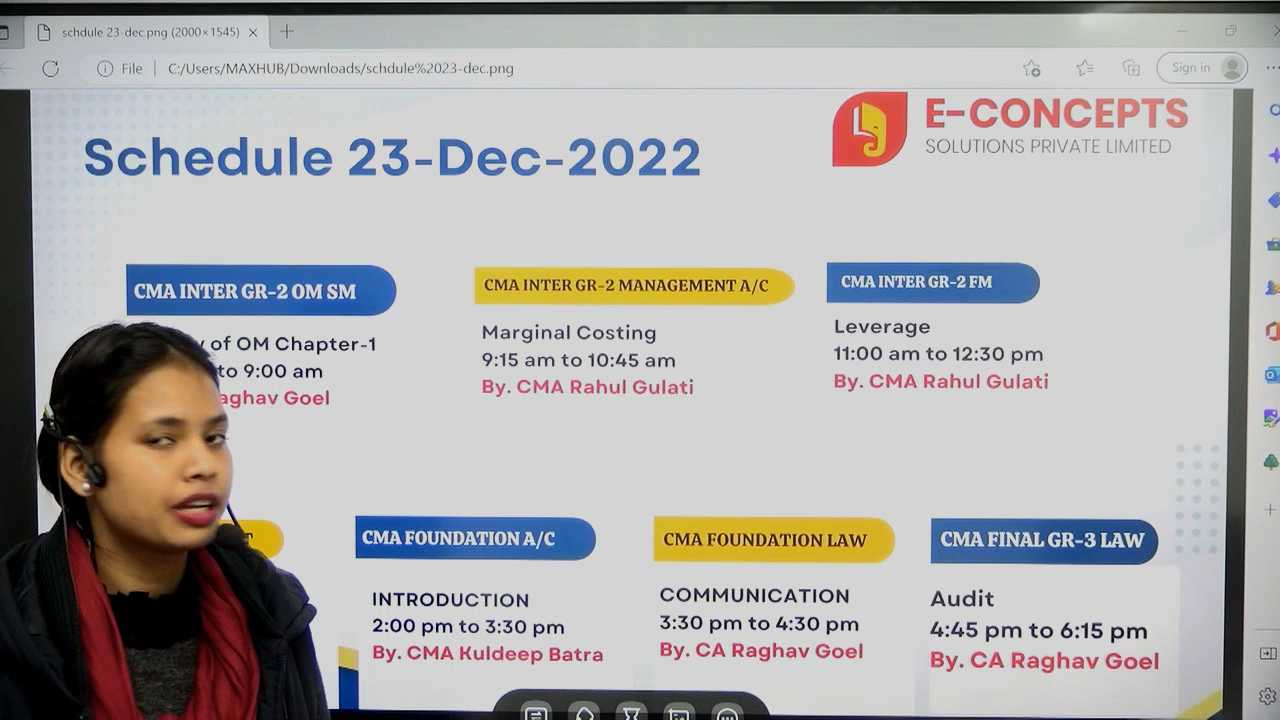 schdule 23-dec.png (2000×1545)
File
C:/Users/MAXHUB/Downloads/schdule%2023-dec.png
Sign in
Schedule 23-Dec-2022
E-CONCEPTS
SOLUTIONS PRIVATE LIMITED
CMA INTER GR-2 OM SM
of OM Chapter-1
to 9:00 am
Goel
CMA INTER GR-2 MANAGEMENT A/C
Marginal Costing
9:15 am to 10:45 am
By. CMA Rahul Gulati
CMA INTER GR-2 FM
Leverage
11:00 am to 12:30 pm
By. CMA Rahul Gulati
CMA FOUNDATION A/C
INTRODUCTION
2:00 pm to 3:30 pm
By. CMA Kuldeep Batra
CMA FOUNDATION LAW
COMMUNICATION
3:30 pm to 4:30 pm
By. CA Raghav Goel
CMA FINAL GR-3 LAW
Audit
4:45 pm to 6:15 pm
By. CA Raghav Goel